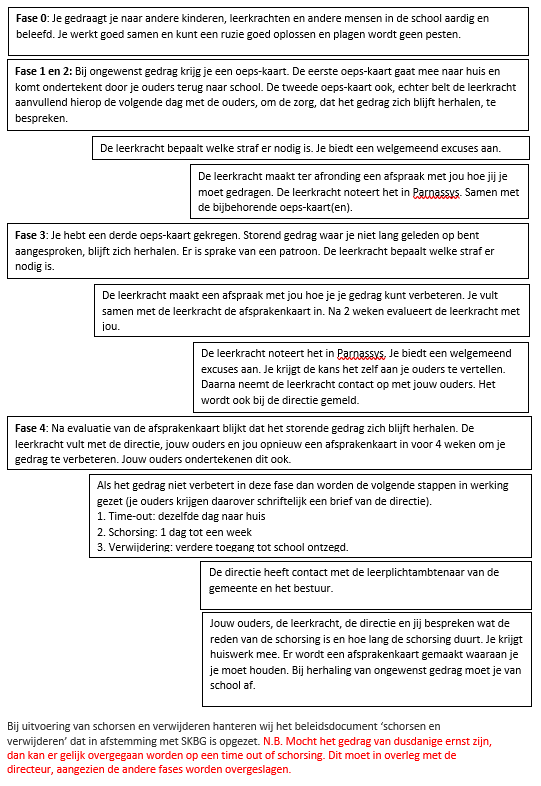 Fase 0: Je gedraagt je naar andere kinderen, leerkrachten en andere mensen in de school aardig en
beleefd. Je werkt goed samen en kunt een ruzie goed oplossen en plagen wordt geen pesten.
Fase 1 en 2: Bij ongewenst gedrag krijg je een oeps-kaart. De eerste oeps-kaart gaat mee naar huis en
komt ondertekent door je ouders terug naar school. De tweede oeps-kaart ook, echter belt de leerkracht
aanvullend hierop de volgende dag met de ouders, om de zorg, dat het gedrag zich blijft herhalen, te
bespreken.
De leerkracht bepaalt welke straf er nodig is. Je biedt een welgemeend excuses aan.
De leerkracht maakt ter afronding een afspraak met jou hoe jij je
moet gedragen. De leerkracht noteert het in Parnassys. Samen met
de bijbehorende oeps-kaart(en).
Fase 3: Je hebt een derde oeps-kaart gekregen. Storend gedrag waar je niet lang geleden op bent
aangesproken, blijft zich herhalen. Er is sprake van een patroon. De leerkracht bepaalt welke straf er
nodig is.
De leerkracht maakt een afspraak met jou hoe je je gedrag kunt verbeteren. Je vult
samen met de leerkracht de afsprakenkaart in. Na 2 weken evalueert de leerkracht met
jou.
De leerkracht noteert het in Parnassys. Je biedt een welgemeend
excuses aan. Je krijgt de kans het zelf aan je ouders te vertellen.
Daarna neemt de leerkracht contact op met jouw ouders. Het
wordt ook bij de directie gemeld.
Fase 4: Na evaluatie van de afsprakenkaart blijkt dat het storende gedrag zich blijft herhalen. De
leerkracht vult met de directie, jouw ouders en jou opnieuw een afsprakenkaart in voor 4 weken om je
gedrag te verbeteren. Jouw ouders ondertekenen dit ook.
Als het gedrag niet verbetert in deze fase dan worden de volgende stappen in werking
gezet (je ouders krijgen daarover schriftelijk een brief van de directie).
1. Time-out: dezelfde dag naar huis
2. Schorsing: 1 dag tot een week
3. Verwijdering: verdere toegang tot school ontzegd.
De directie heeft contact met de leerplichtambtenaar van de
gemeente en het bestuur.
Jouw ouders, de leerkracht, de directie en jij bespreken wat de
reden van de schorsing is en hoe lang de schorsing duurt. Je krijgt
huiswerk mee. Er wordt een afsprakenkaart gemaakt waaraan je
je moet houden. Bij herhaling van ongewenst gedrag moet je van
school af.
Bij uitvoering van schorsen en verwijderen hanteren wij het beleidsdocument ‘schorsen en
verwijderen’ dat in afstemming met SKBG is opgezet. N.B. Mocht het gedrag van dusdanige ernst zijn,
dan kan er gelijk overgegaan worden op een time out of schorsing. Dit moet in overleg met de
directeur, aangezien de andere fases worden overgeslagen.